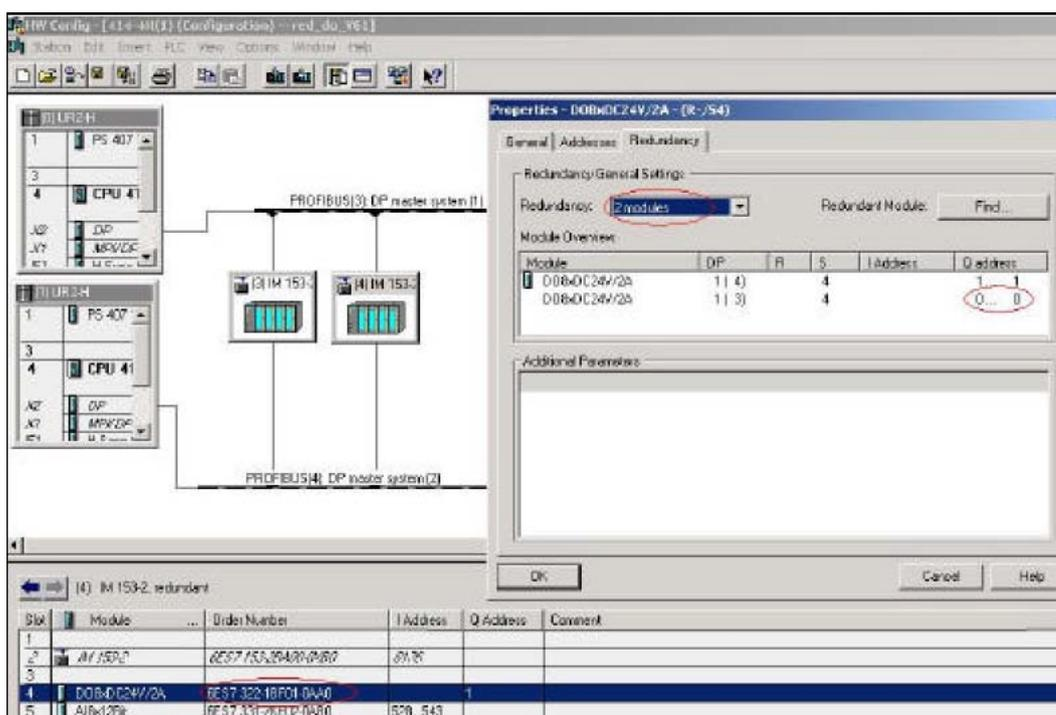 HW Config - [414-4H(1) (Configuration) -- red_do_V61]
Station Edit Insert PLC View Options Window Help
(0) UR2-H
1 PS 407
3
4 CPU 41
X2 DP
X1 MPI/DP
(1) UR2-H
1 PS 407
3
4 CPU 41
X2 DP
X1 MPI/DP
PROFIBUS(3): DP master system (1)
(3) IM 153-
(4) IM 153-
PROFIBUS(4): DP master system (2)
Properties - DO8xDC24V/2A - (R-/S4)
General Addresses Redundancy
Redundancy General Settings
Redundancy: 2 modules Redundant Module: Find...
Module Overview:
Module DP R S I Address Q address
DO8xDC24V/2A 1( 4) 4 1... 1
DO8xDC24V/2A 1( 3) 4 0... 0
Additional Parameters
OK Cancel Help
(4) IM 153-2, redundant
Slot Module ... Order Number I Address Q Address Comment
1
2 IM 153-2
3
4 DO8xDC24V/2A 6ES7 322-1BF01-0AA0 1
5 AI8x12Bit 528...543